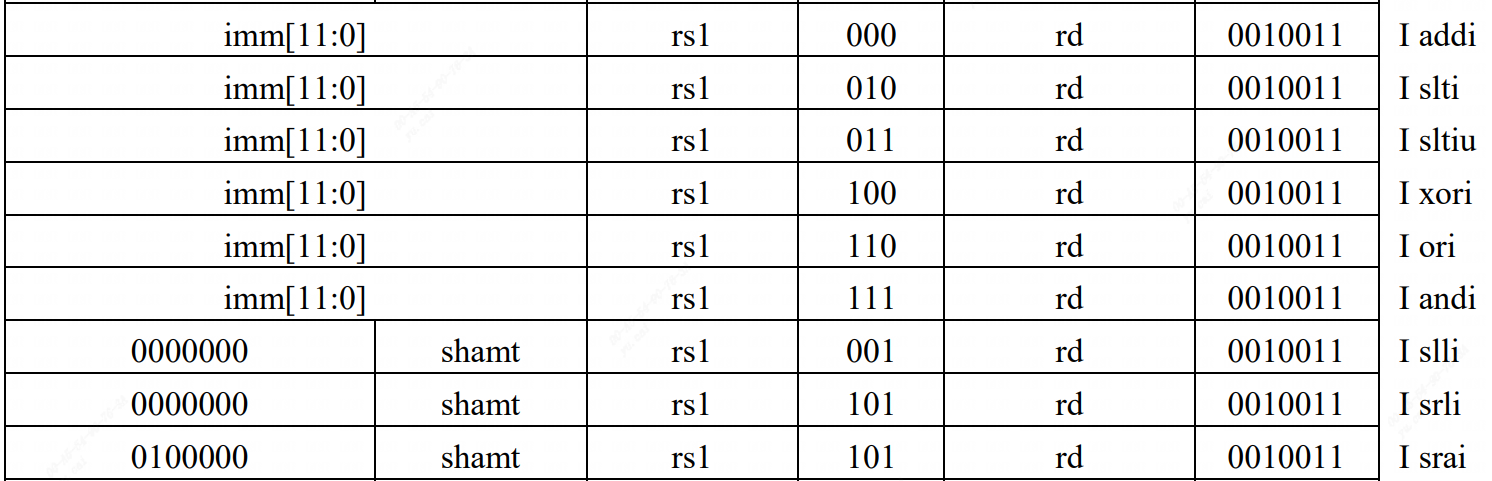 imm[11:0] rs1 000 rd 0010011 I addi
imm[11:0] rs1 010 rd 0010011 I slti
imm[11:0] rs1 011 rd 0010011 I sltiu
imm[11:0] rs1 100 rd 0010011 I xori
imm[11:0] rs1 110 rd 0010011 I ori
imm[11:0] rs1 111 rd 0010011 I andi
0000000 shamt rs1 001 rd 0010011 I slli
0000000 shamt rs1 101 rd 0010011 I srli
0100000 shamt rs1 101 rd 0010011 I srai